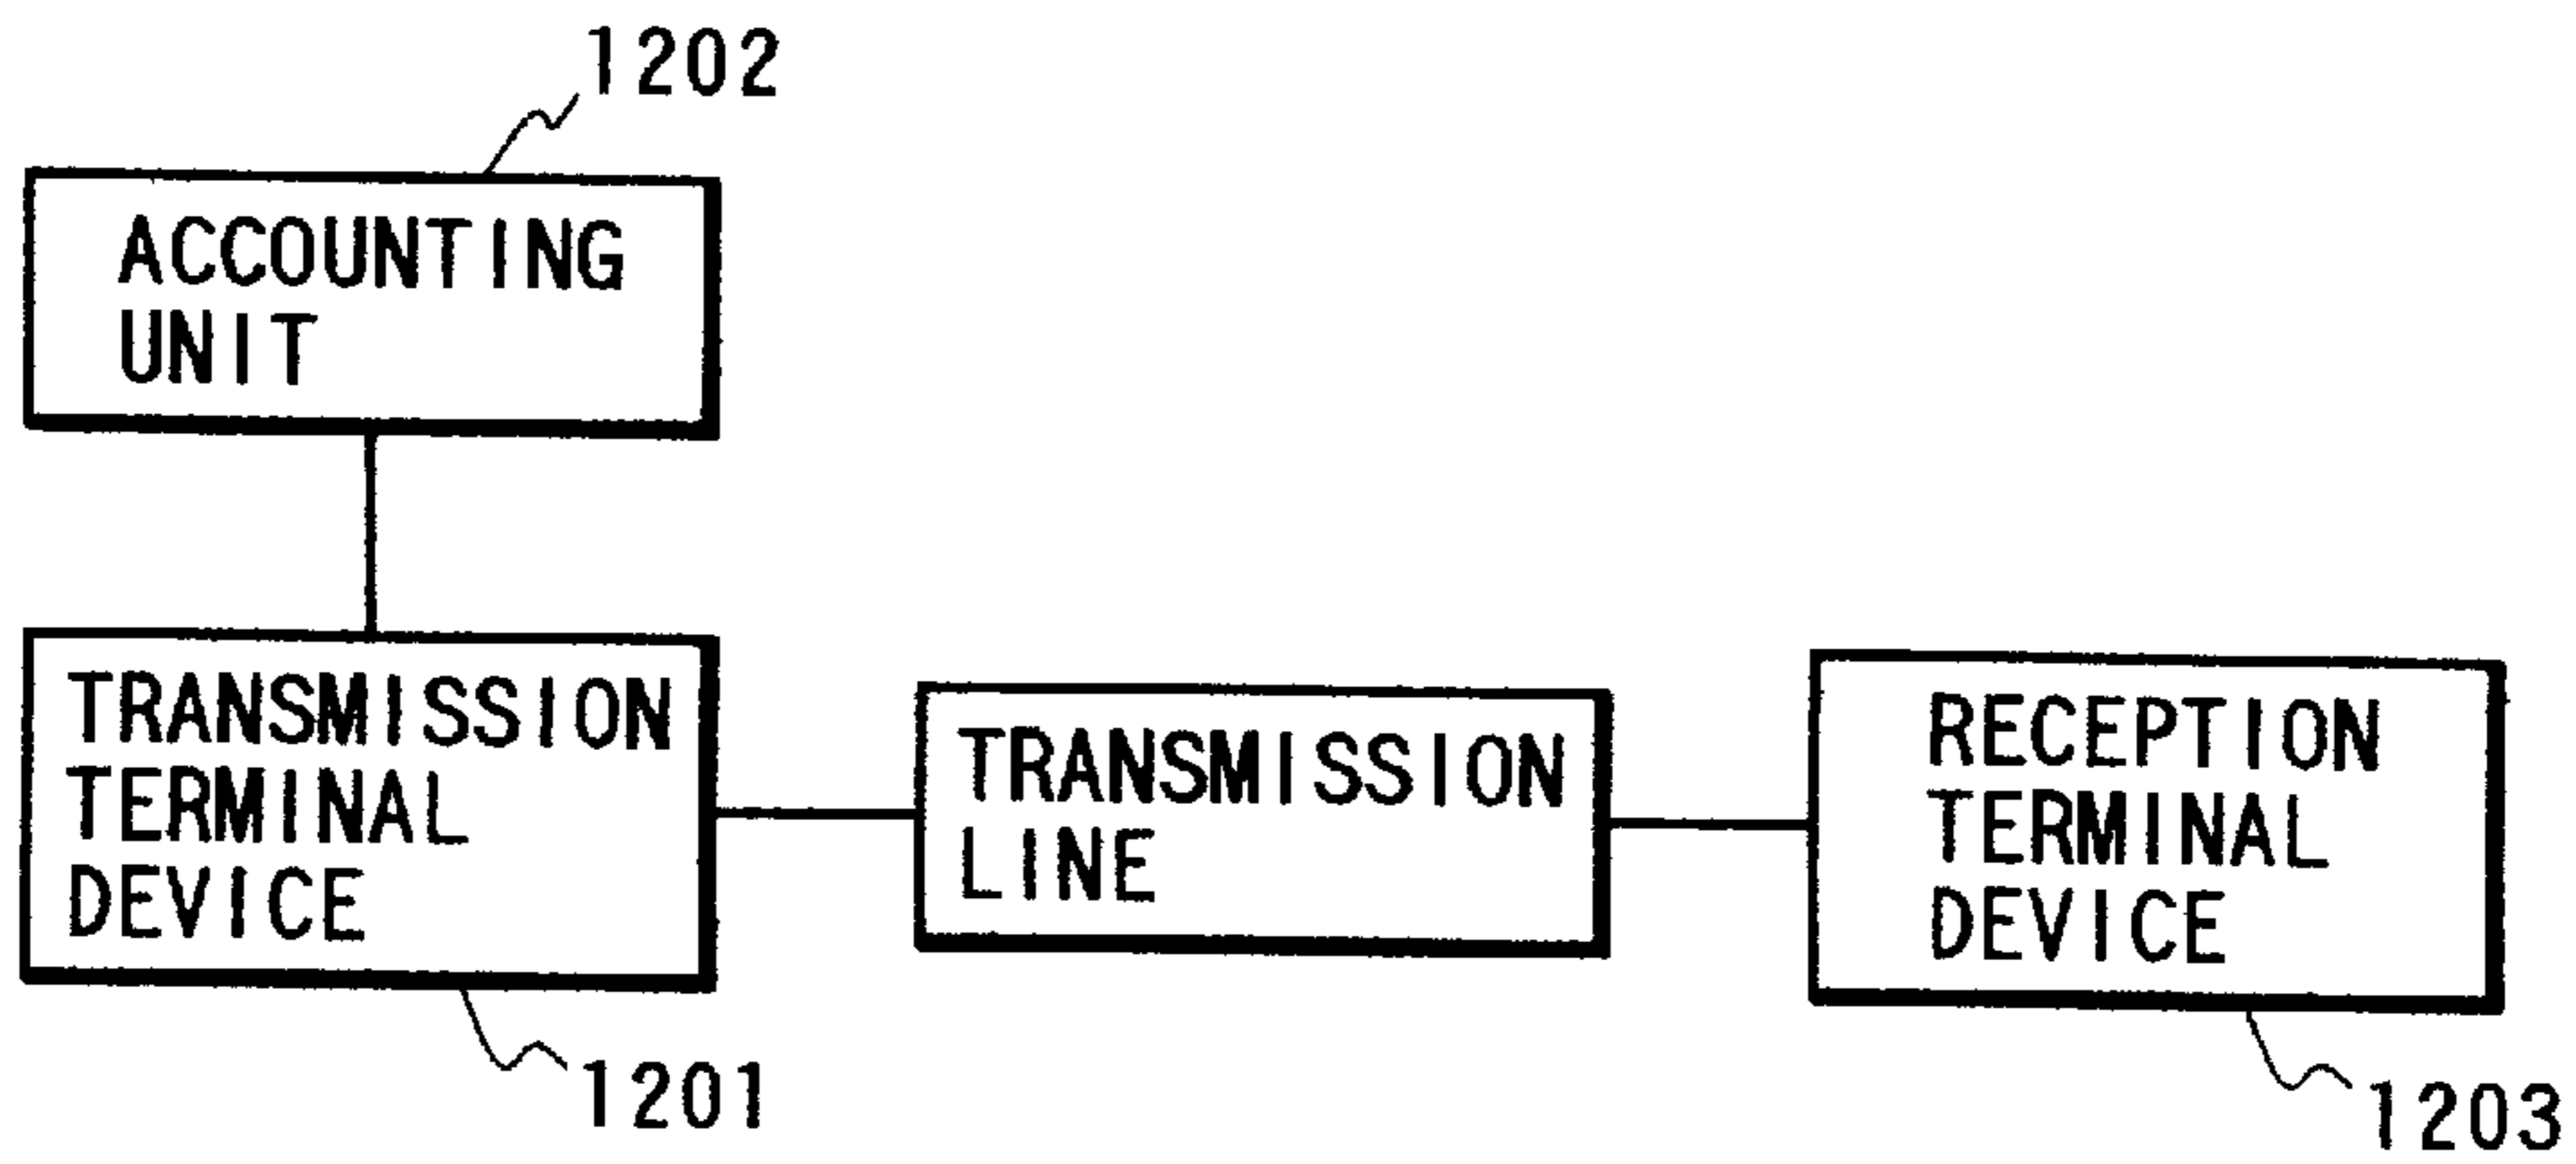 1202
ACCOUNTING
UNIT
TRANSMISSION
TERMINAL
DEVICE
1201
TRANSMISSION
LINE
RECEPTION
TERMINAL
DEVICE
1203